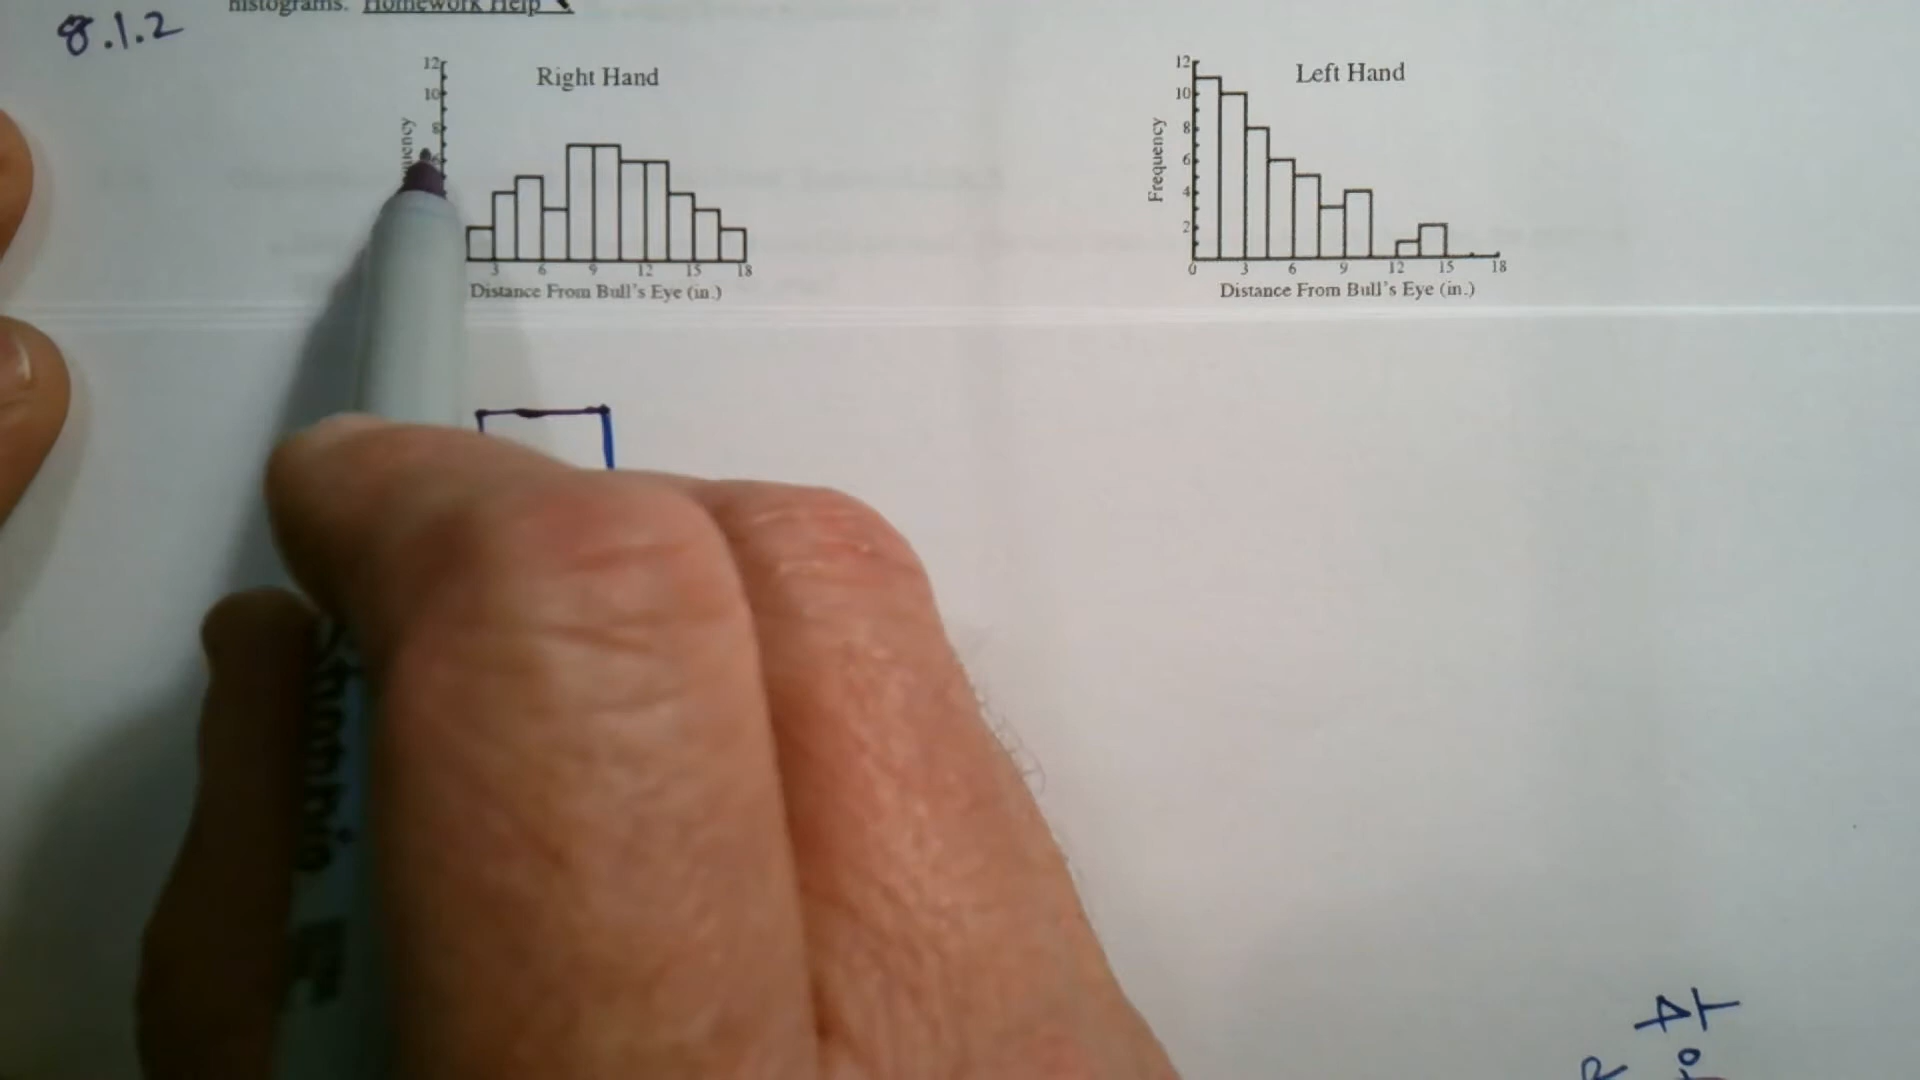 histograms. Homework Help
8.1.2
Right Hand
12
10
8
6
3 6 9 12 15 18
Distance From Bull's Eye (in.)
Left Hand
Frequency
12
10
8
6
4
2
0 3 6 9 12 15 18
Distance From Bull's Eye (in.)